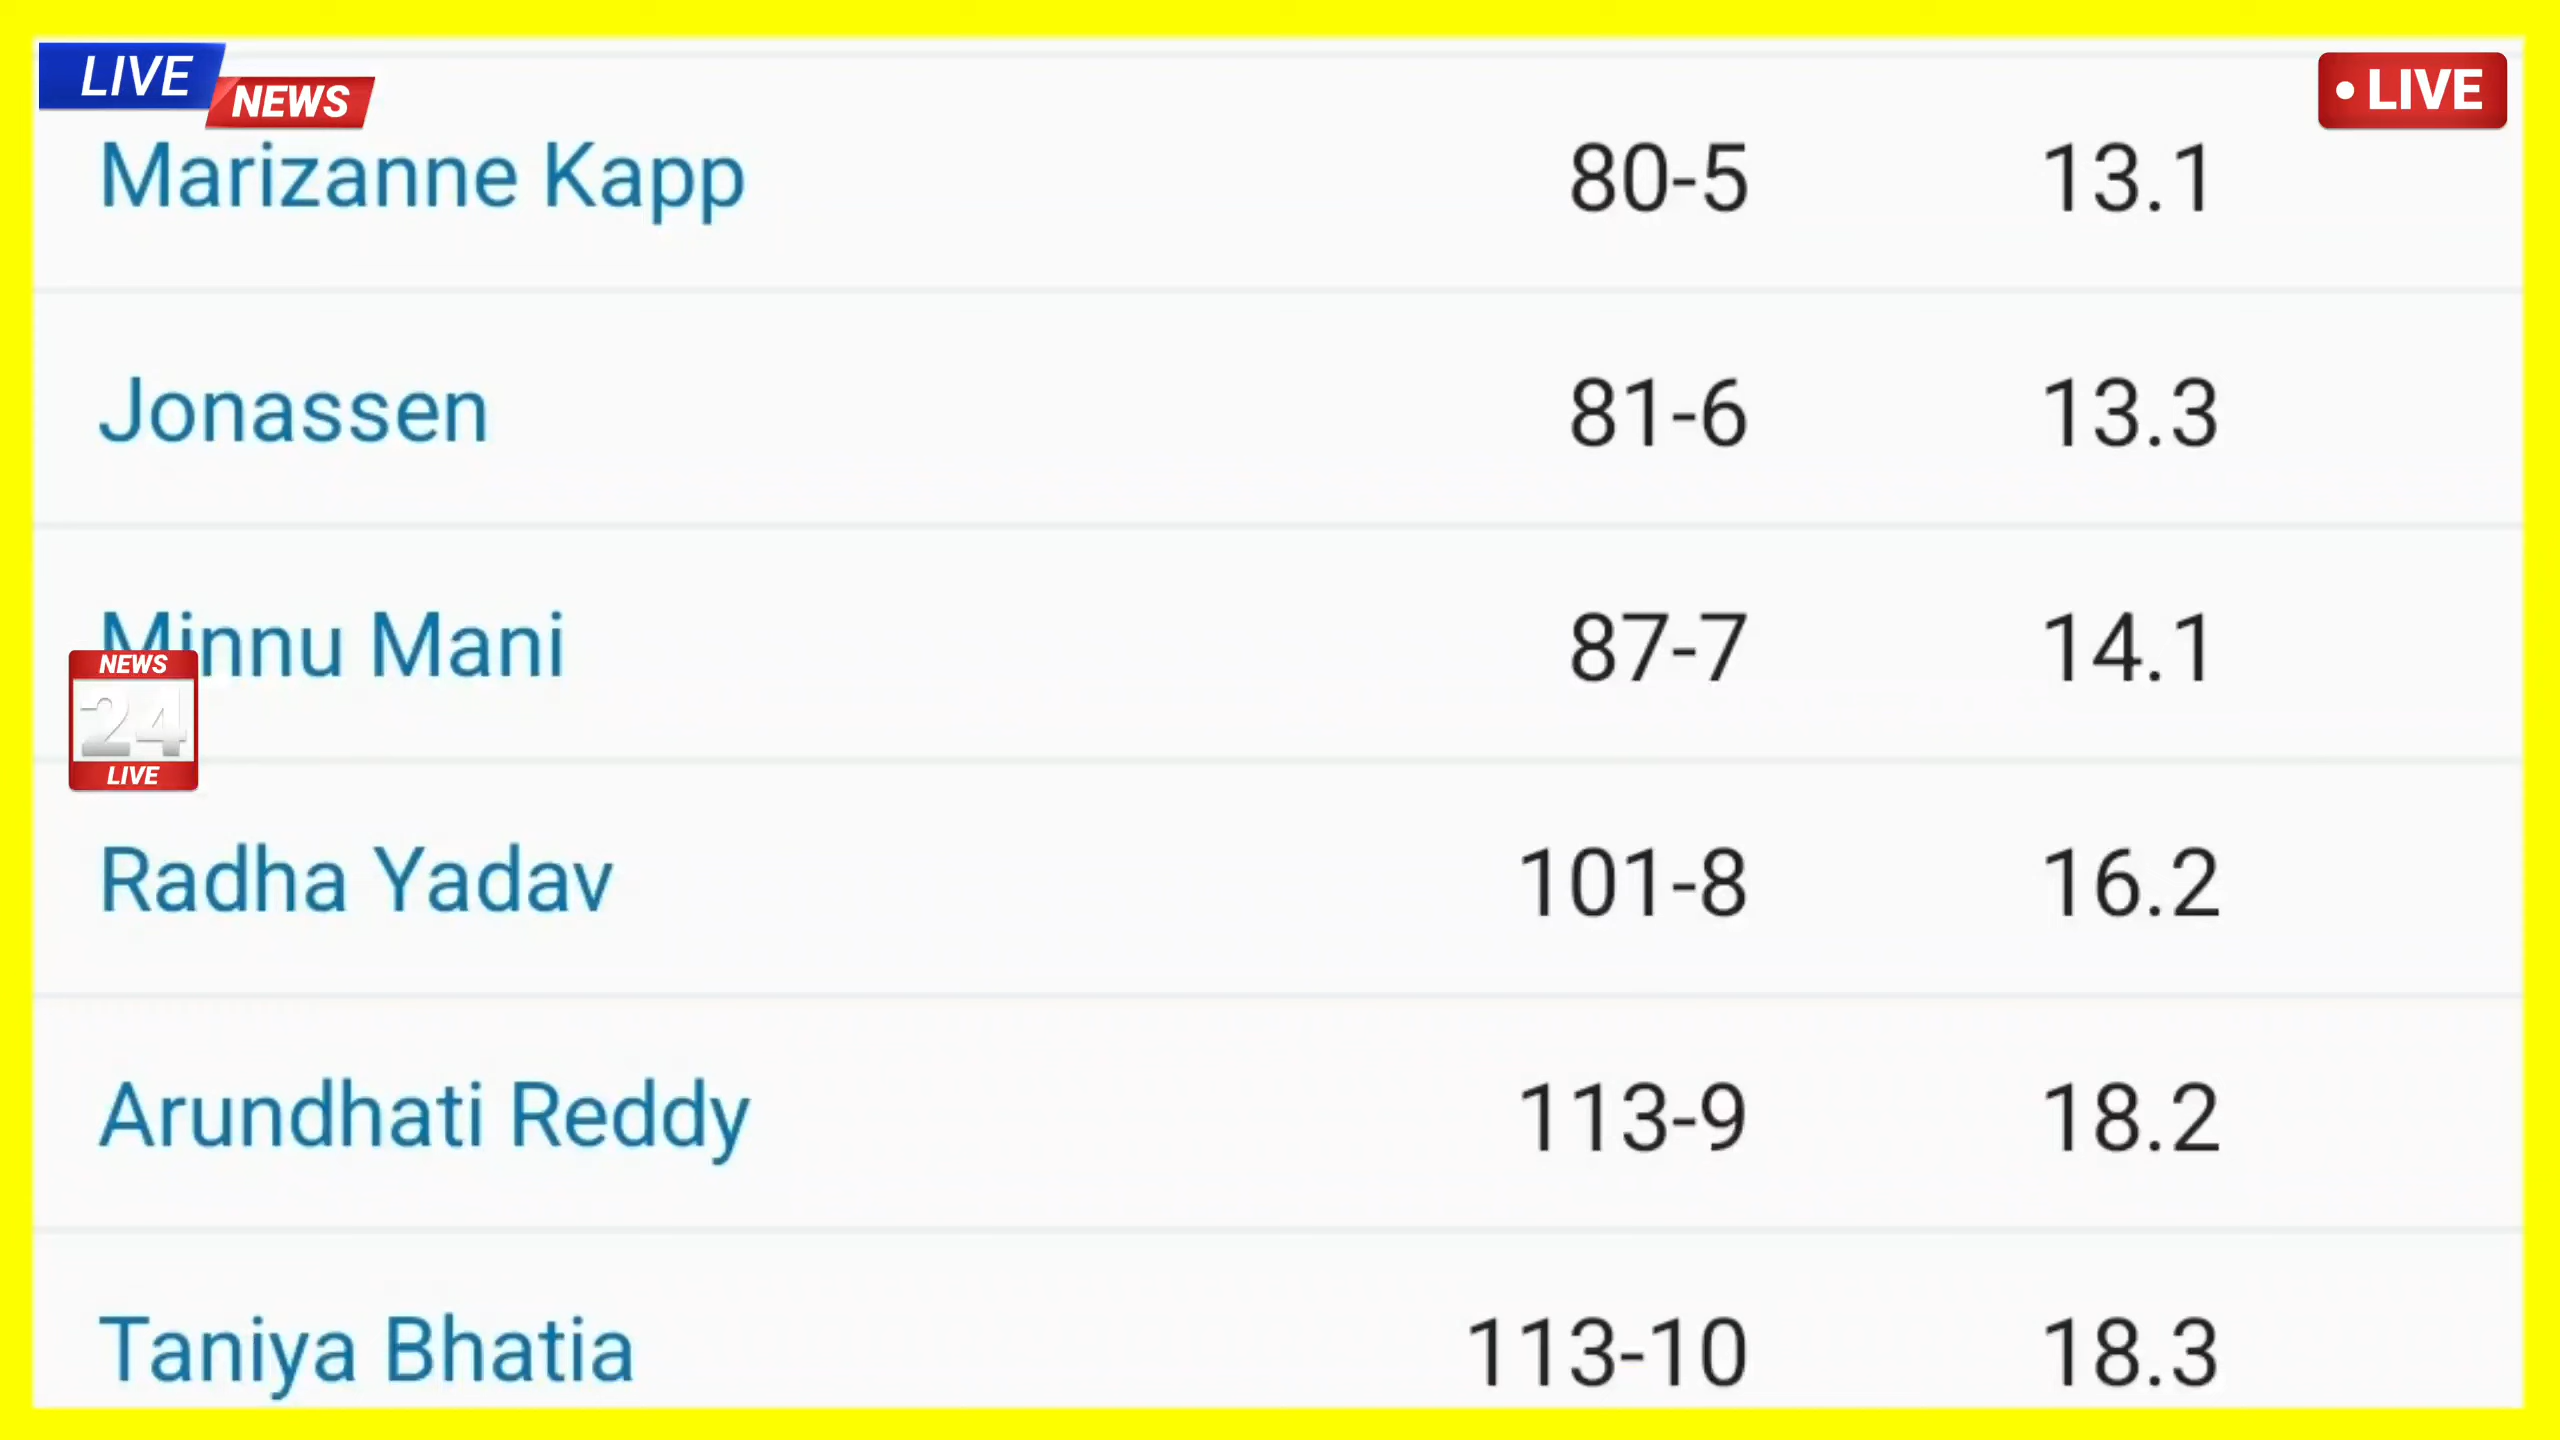 LIVE
NEWS
• LIVE
Marizanne Kapp 80-5 13.1
Jonassen 81-6 13.3
Minnu Mani 87-7 14.1
NEWS
24
LIVE
Radha Yadav 101-8 16.2
Arundhati Reddy 113-9 18.2
Taniya Bhatia 113-10 18.3